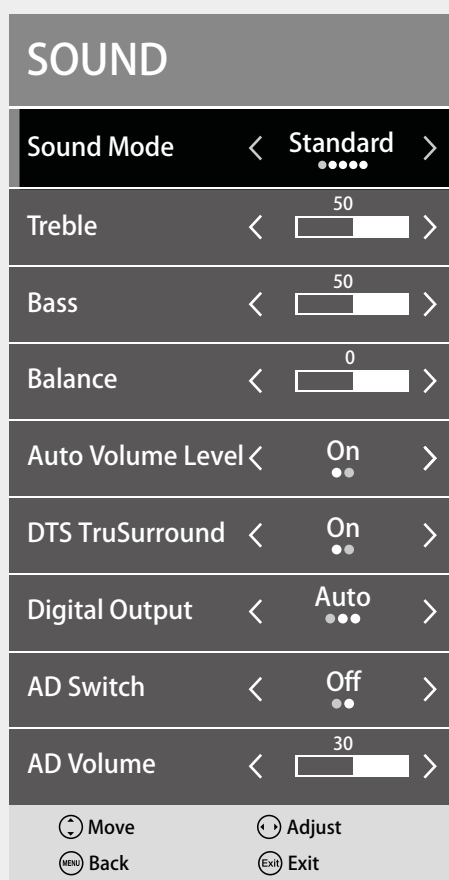 SOUND
Sound Mode Standard
50
Treble
50
Bass
0
Balance
Auto Volume Level On
DTS TruSurround On
Digital Output Auto
AD Switch Off
30
AD Volume
Move Adjust
MENU Back Exit Exit